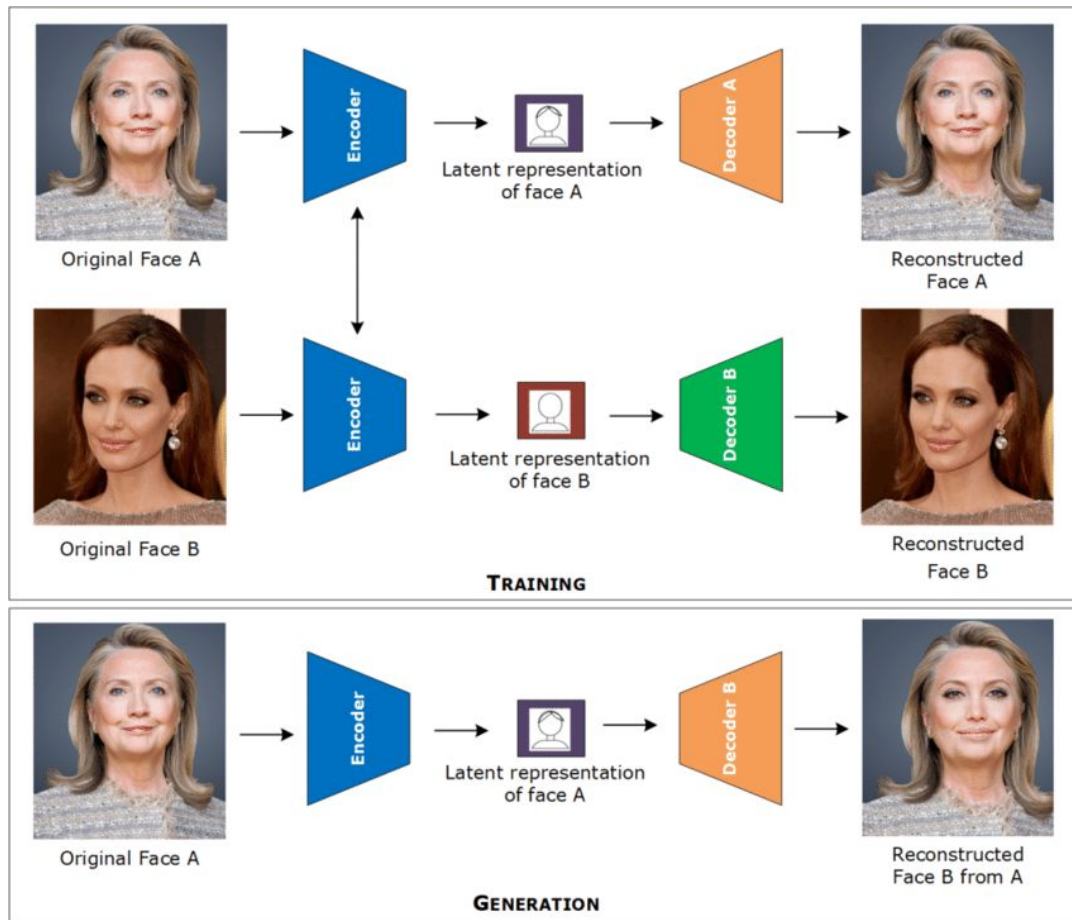 Encoder
Decoder A
Latent representation
of face A
Original Face A
Reconstructed
Face A
Encoder
Decoder B
Latent representation
of face B
Original Face B
Reconstructed
Face B
TRAINING
Encoder
Decoder B
Latent representation
of face A
Original Face A
Reconstructed
Face B from A
GENERATION